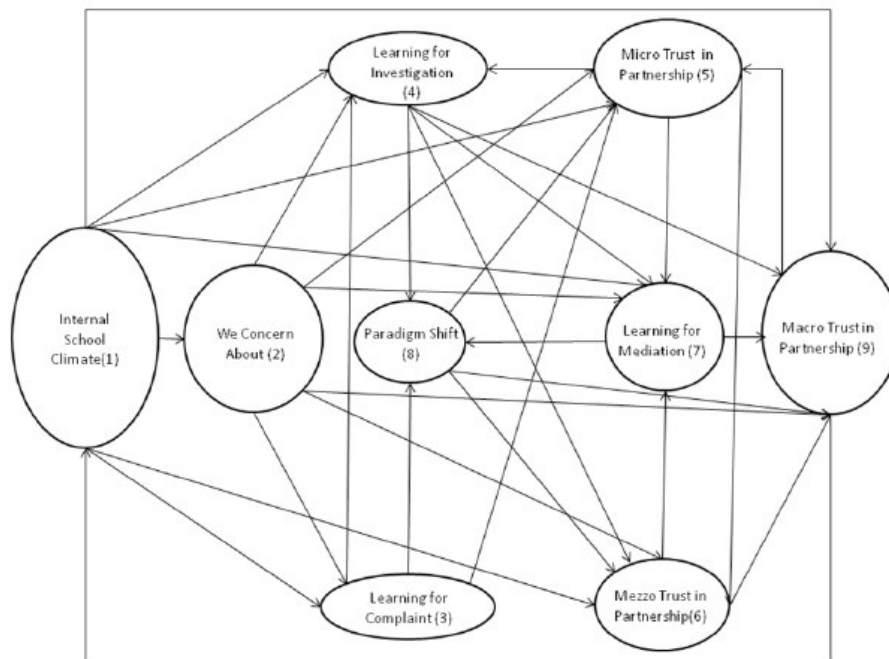 Learning for
Investigation
(4)
Micro Trust in
Partnership (5)
Internal
School
Climate(1)
We Concern
About (2)
Paradigm Shift
(8)
Learning for
Mediation (7)
Macro Trust in
Partnership (9)
Learning for
Complaint (3)
Mezzo Trust in
Partnership(6)